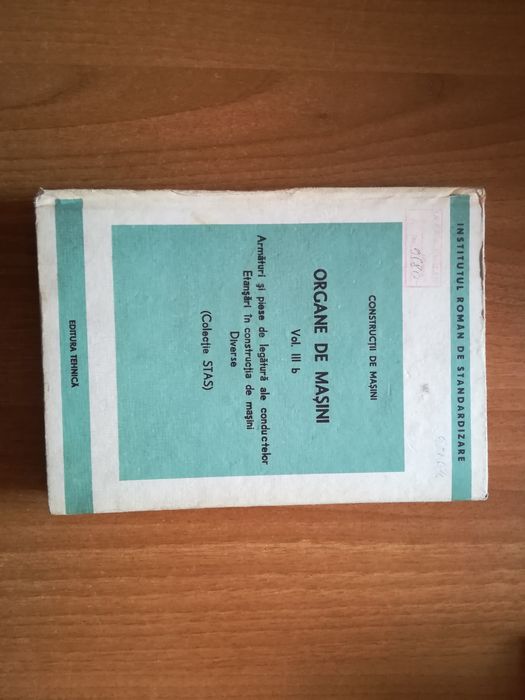 INSTITUTUL ROMAN DE STANDARDIZARE
CONSTRUCȚII DE MAȘINI
ORGANE DE MAȘINI
Vol. III b
Armături și piese de legătură ale conductelor
Etanșări în construcția de mașini
Diverse
(Colecție STAS)
EDITURA TEHNICĂ